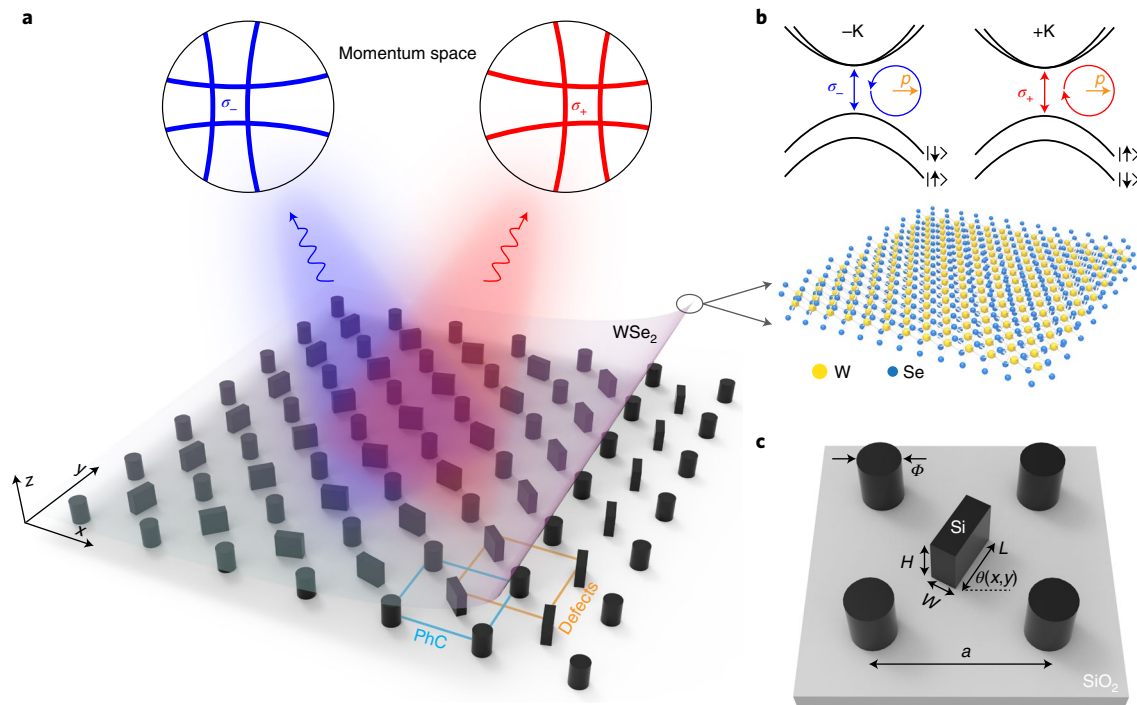 a
Momentum space
σ₋
σ₊
WSe₂
z
y
x
PhC
Defects
b
–K
+K
σ₋
p
σ₊
p
|↓⟩
|↑⟩
|↑⟩
|↓⟩
W
Se
c
Φ
Si
H
L
W
θ(x,y)
a
SiO₂